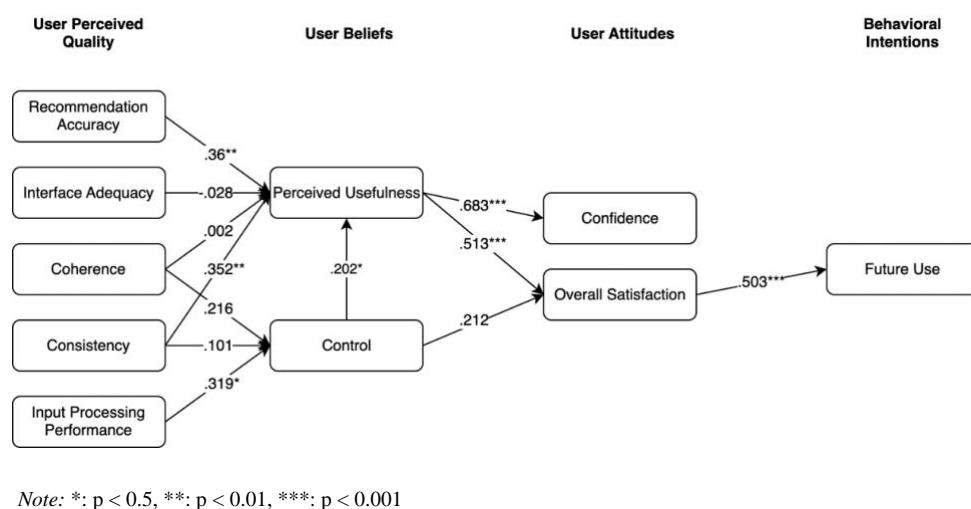 User Perceived
Quality
User Beliefs
User Attitudes
Behavioral
Intentions
Recommendation
Accuracy
.36**
Interface Adequacy
-.028
Perceived Usefulness
.683***
Confidence
.002
.513***
Coherence
.352**
.202*
Future Use
.503***
Overall Satisfaction
.216
.212
Consistency
.101
Control
.319*
Input Processing
Performance
Note: *: p < 0.5, **: p < 0.01, ***: p < 0.001